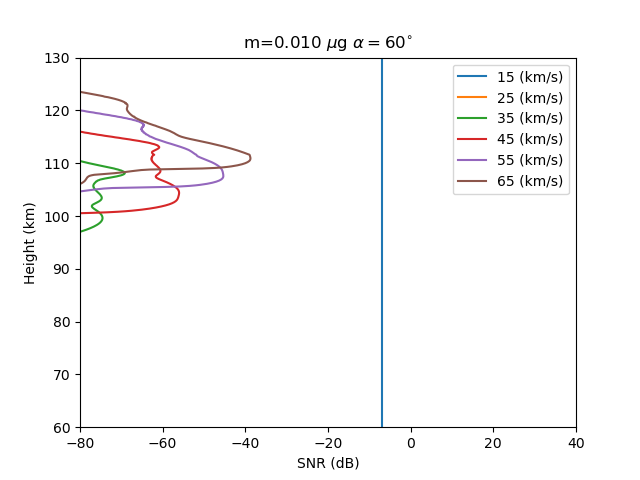 m=0.010 μg α = 60°
130
120
110
100
90
80
70
60
Height (km)
−80
−60
−40
−20
0
20
40
SNR (dB)
15 (km/s)
25 (km/s)
35 (km/s)
45 (km/s)
55 (km/s)
65 (km/s)